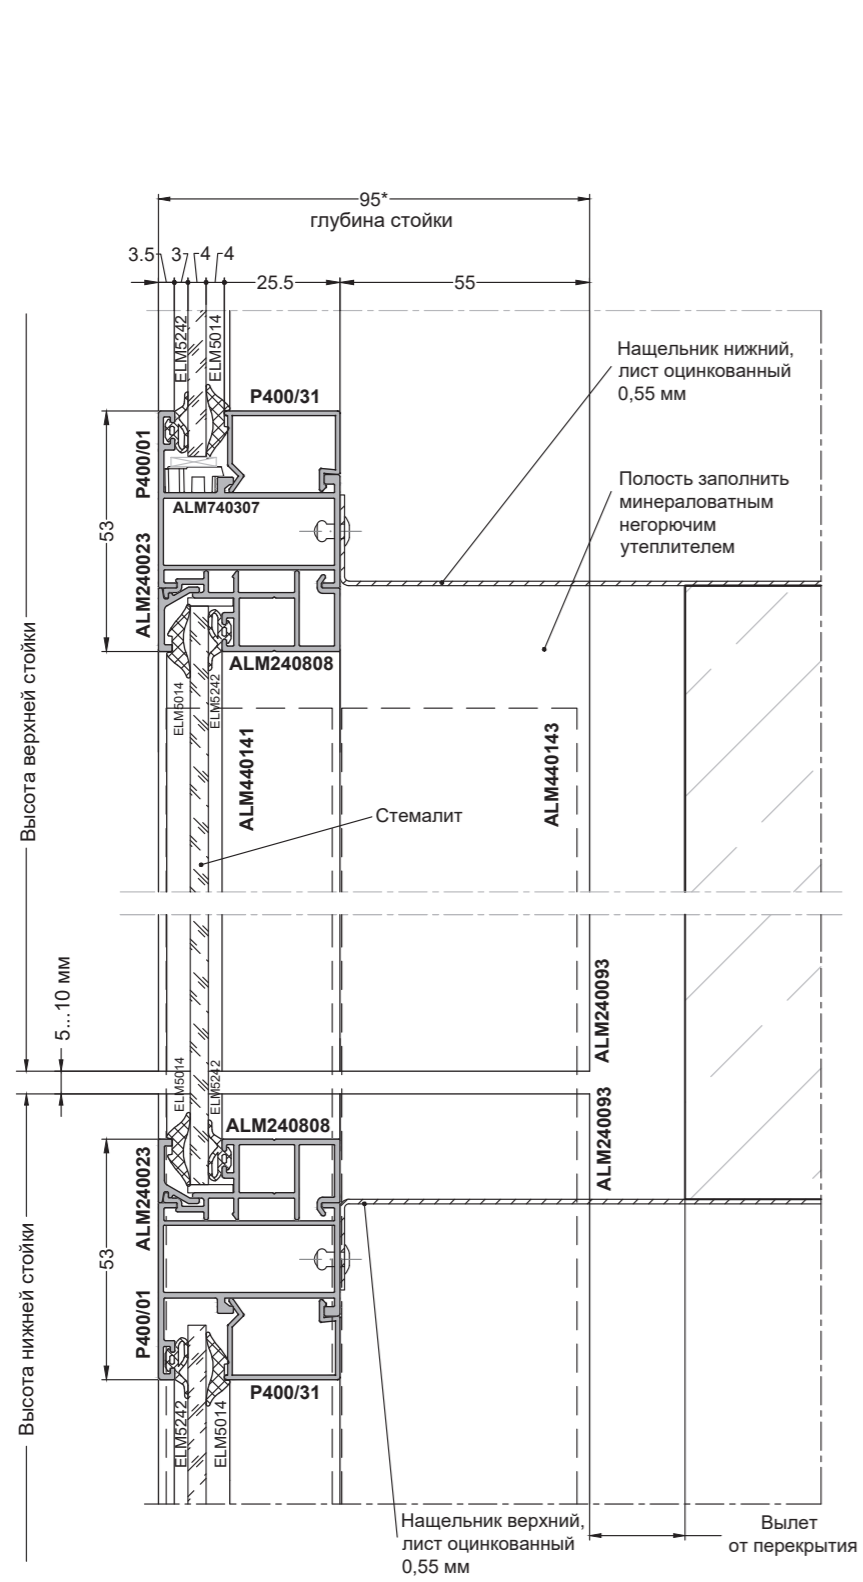 95*
глубина стойки
3.5
3
4
4
25.5
55
ELM5242
ELM5014
Нащельник нижний,
лист оцинкованный
0,55 мм
P400/31
P400/01
Полость заполнить
минераловатным
негорючим
утеплителем
ALM740307
53
ALM240023
ALM240808
ELM5014
ELM5242
Высота верхней стойки
ALM440141
ALM440143
Стемалит
5...10 мм
ALM240093
ELM5014
ELM5242
ALM240093
ALM240808
ALM240023
53
Высота нижней стойки
P400/01
P400/31
ELM5242
ELM5014
Нащельник верхний,
лист оцинкованный
0,55 мм
Вылет
от перекрытия